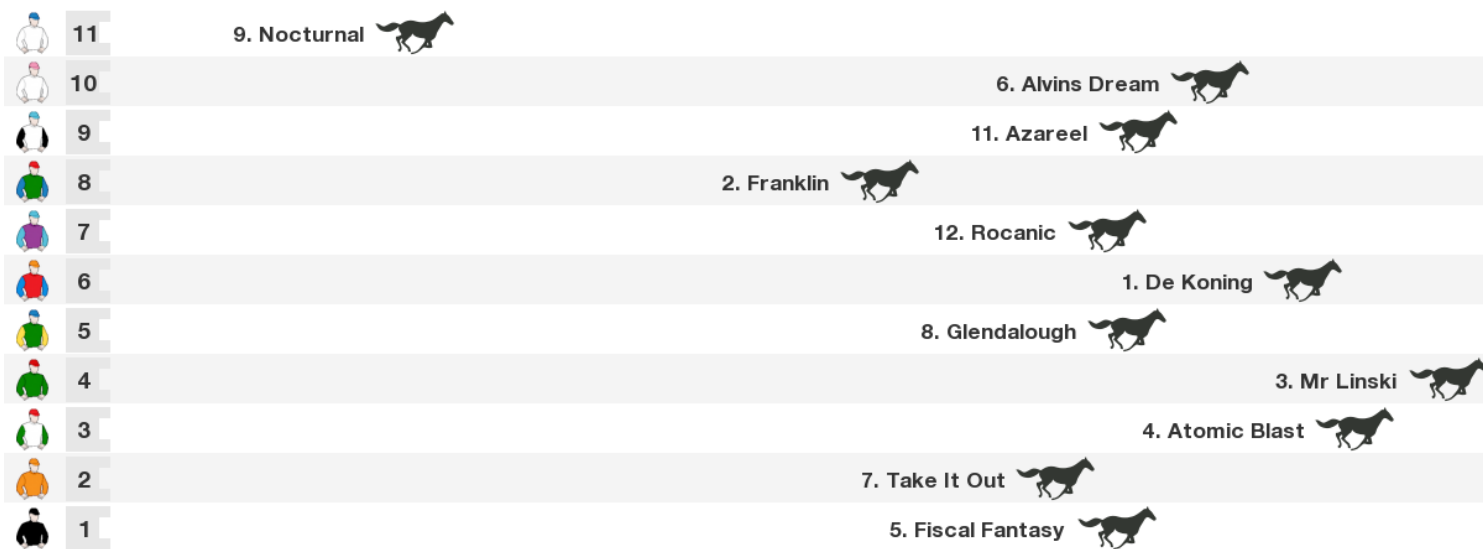 11 9. Nocturnal
10 6. Alvins Dream
9 11. Azareel
8 2. Franklin
7 12. Rocanic
6 1. De Koning
5 8. Glendalough
4 3. Mr Linski
3 4. Atomic Blast
2 7. Take It Out
1 5. Fiscal Fantasy